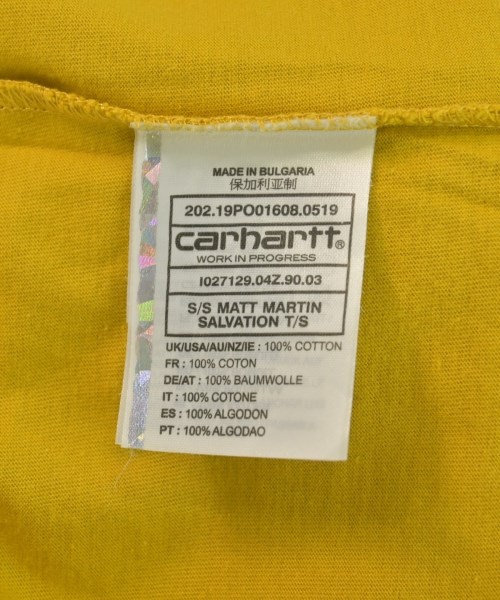 MADE IN BULGARIA
保加利亚制
202.19PO01608.0519
carhartt®
WORK IN PROGRESS
I027129.04Z.90.03
S/S MATT MARTIN
SALVATION T/S
UK/USA/AU/NZ/IE : 100% COTTON
FR : 100% COTON
DE/AT : 100% BAUMWOLLE
IT : 100% COTONE
ES : 100% ALGODON
PT : 100% ALGODAO